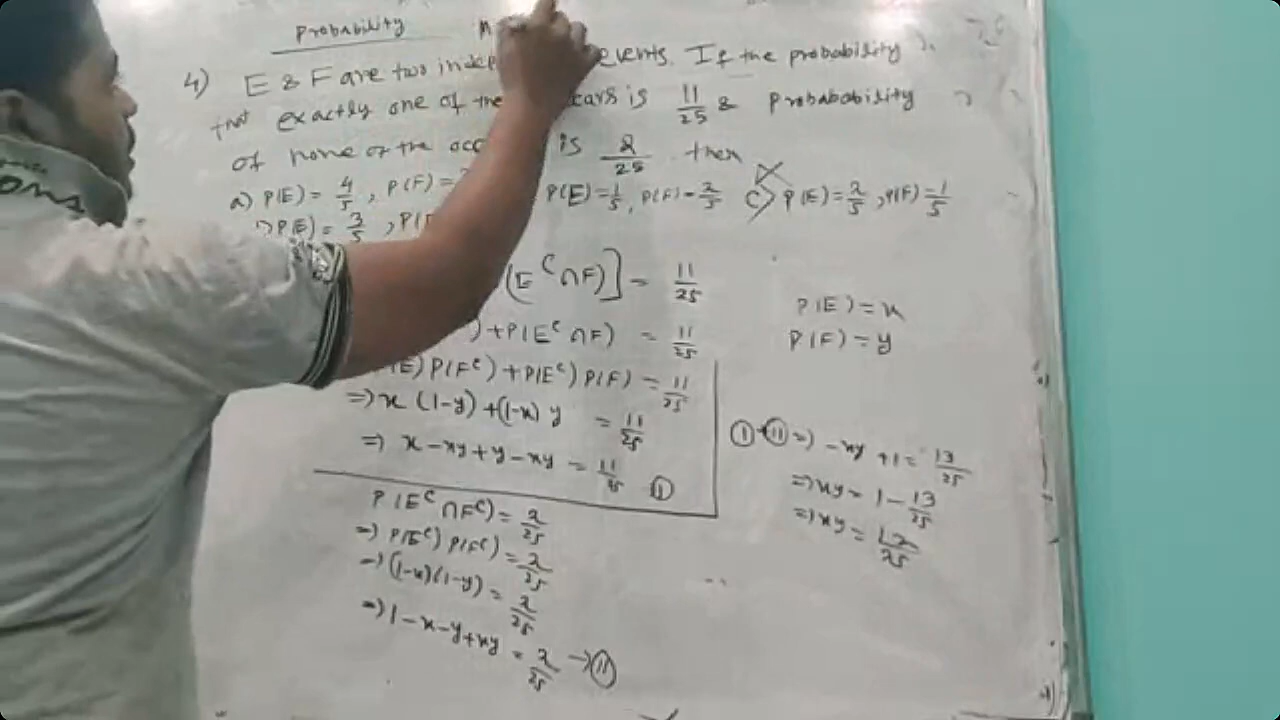 Probability
4) E & F are two indep events. If the probability
that exactly one of the cars is 11/25 & probabability
of none of the occ is 2/25 then
a) P(E) = 4/5, P(F) = P(E) = 1/5, P(F) = 2/5 C) P(E) = 2/5, P(F) = 1/5
P(E) = 3/5, P(
(E^c ∩ F)] = 11/25
) + P(E^c ∩ F) = 11/25
E) P(F^c) + P(E^c) P(F) = 11/25
=> x (1-y) + (1-x) y = 11/25
=> x - xy + y - xy = 11/25 (I)
P(E^c ∩ F^c) = 2/25
=> P(E^c) P(F^c) = 2/25
=> (1-x)(1-y) = 2/25
=> 1 - x - y + xy = 2/25 → (II)
P(E) = x
P(F) = y
(I) + (II) => - xy + 1 = 13/25
=> xy = 1 - 13/25
=> xy = 12/25